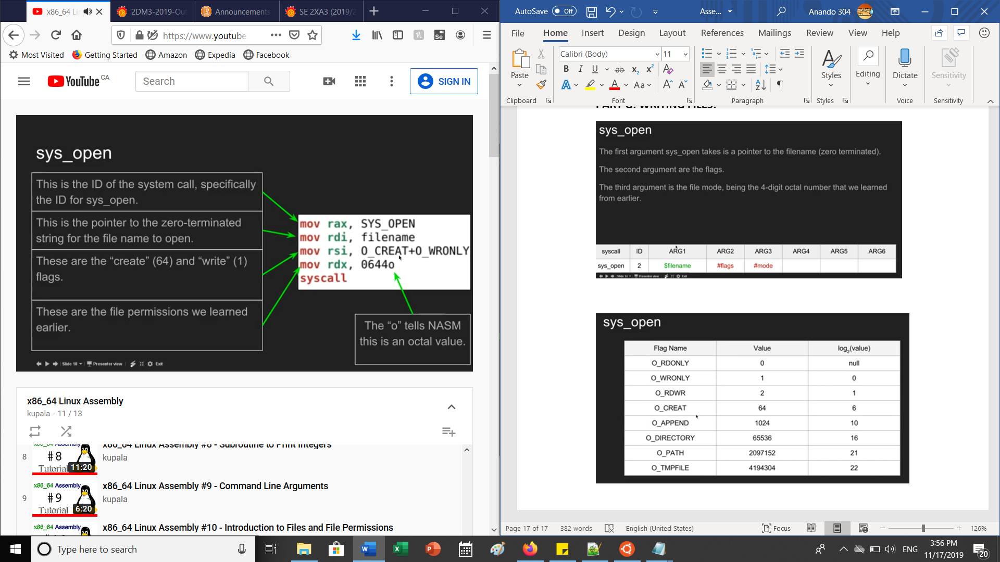 x86_64 Li
2DM3-2019-Ou
Announcements
SE 2XA3 (2019/2
https://www.youtube
Most Visited
Getting Started
Amazon
Expedia
Facebook
YouTube CA
Search
SIGN IN
sys_open
This is the ID of the system call, specifically
the ID for sys_open.
This is the pointer to the zero-terminated
string for the file name to open.
These are the “create” (64) and “write” (1)
flags.
These are the file permissions we learned
earlier.
mov rax, SYS_OPEN
mov rdi, filename
mov rsi, O_CREAT+O_WRONLY
mov rdx, 0644o
syscall
The “o” tells NASM
this is an octal value.
Slide 18 Presenter view Exit
x86_64 Linux Assembly
kupala - 11 / 13
8
x86_64 Assembly
#8
Tutorial
11:20
x86_64 Linux Assembly #8 - Subroutine to Print Integers
kupala
9
x86_64 Assembly
#9
Tutorial
6:20
x86_64 Linux Assembly #9 - Command Line Arguments
kupala
x86_64 Assembly
x86_64 Linux Assembly #10 - Introduction to Files and File Permissions
AutoSave Off
Asse...
Anando 304
File Home Insert Design Layout References Mailings Review View Help
Paste
Clipboard
Calibri (Body) 11
Font
Paragraph
Styles
Styles
Editing
Dictate
Voice
Sensitivity
Sensitivity
PART G: WRITING FILES:
sys_open
The first argument sys_open takes is a pointer to the filename (zero terminated).
The second argument are the flags.
The third argument is the file mode, being the 4-digit octal number that we learned
from earlier.
syscall ID ARG1 ARG2 ARG3 ARG4 ARG5 ARG6
sys_open 2 $filename #flags #mode
Slide 14 Presenter view Exit
sys_open
Flag Name Value log2(value)
O_RDONLY 0 null
O_WRONLY 1 0
O_RDWR 2 1
O_CREAT 64 6
O_APPEND 1024 10
O_DIRECTORY 65536 16
O_PATH 2097152 21
O_TMPFILE 4194304 22
Page 17 of 17
382 words
English (United States)
Focus
126%
Type here to search
ENG
3:56 PM
11/17/2019
20